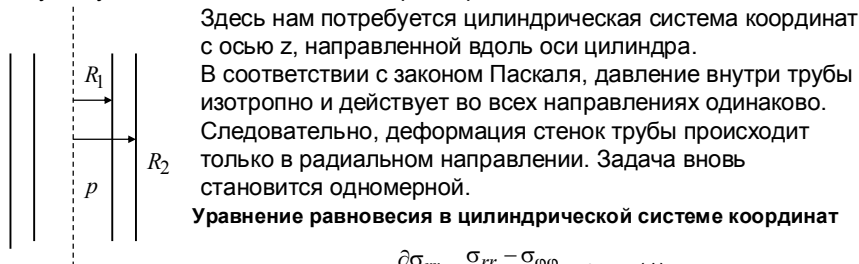 Здесь нам потребуется цилиндрическая система координат
с осью z, направленной вдоль оси цилиндра.
R1
В соответствии с законом Паскаля, давление внутри трубы
изотропно и действует во всех направлениях одинаково.
Следовательно, деформация стенок трубы происходит
R2
только в радиальном направлении. Задача вновь
p
становится одномерной.
Уравнение равновесия в цилиндрической системе координат
σrr − σφφ